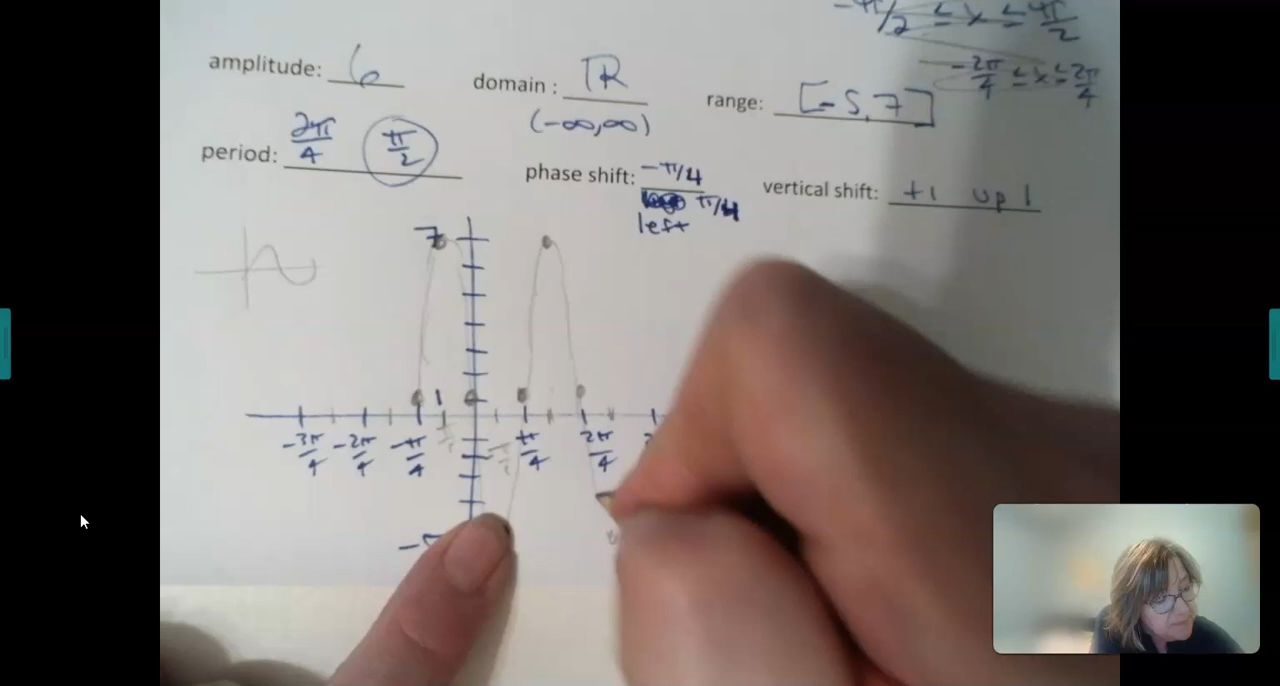 -π/2 ≤ x ≤ π/2
-2π/4 ≤ x ≤ 2π/4
amplitude: 6
domain : ℝ
(-∞,∞)
range: [-5,7]
period: 2π/4 π/2
phase shift: -π/4
π/4
left
vertical shift: +1 up 1
7
1
-3π/4 -2π/4 -π/4 π/4 2π/4